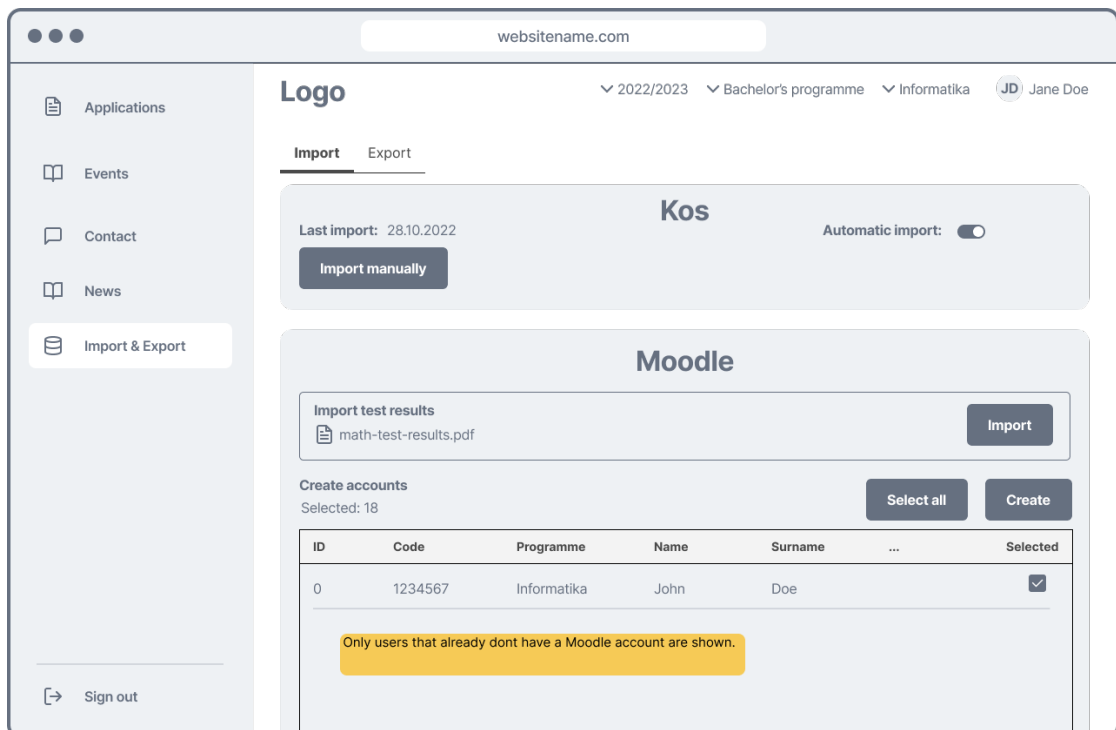 websitename.com
Applications
Events
Contact
News
Import & Export
Sign out
Logo
2022/2023 Bachelor's programme Informatika JD Jane Doe
Import Export
Kos
Last import: 28.10.2022 Automatic import:
Import manually
Moodle
Import test results
math-test-results.pdf
Import
Create accounts
Selected: 18
Select all Create
ID Code Programme Name Surname ... Selected
0 1234567 Informatika John Doe
Only users that already dont have a Moodle account are shown.